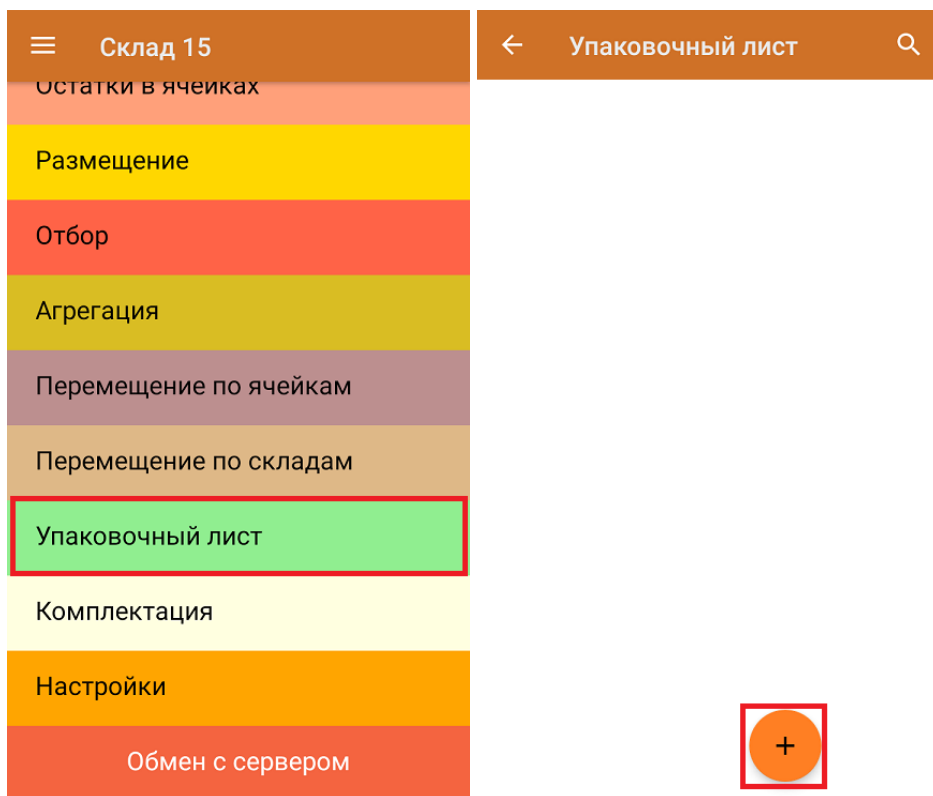 Склад 15
Остатки в ячейках
Размещение
Отбор
Агрегация
Перемещение по ячейкам
Перемещение по складам
Упаковочный лист
Комплектация
Настройки
Обмен с сервером
Упаковочный лист
+